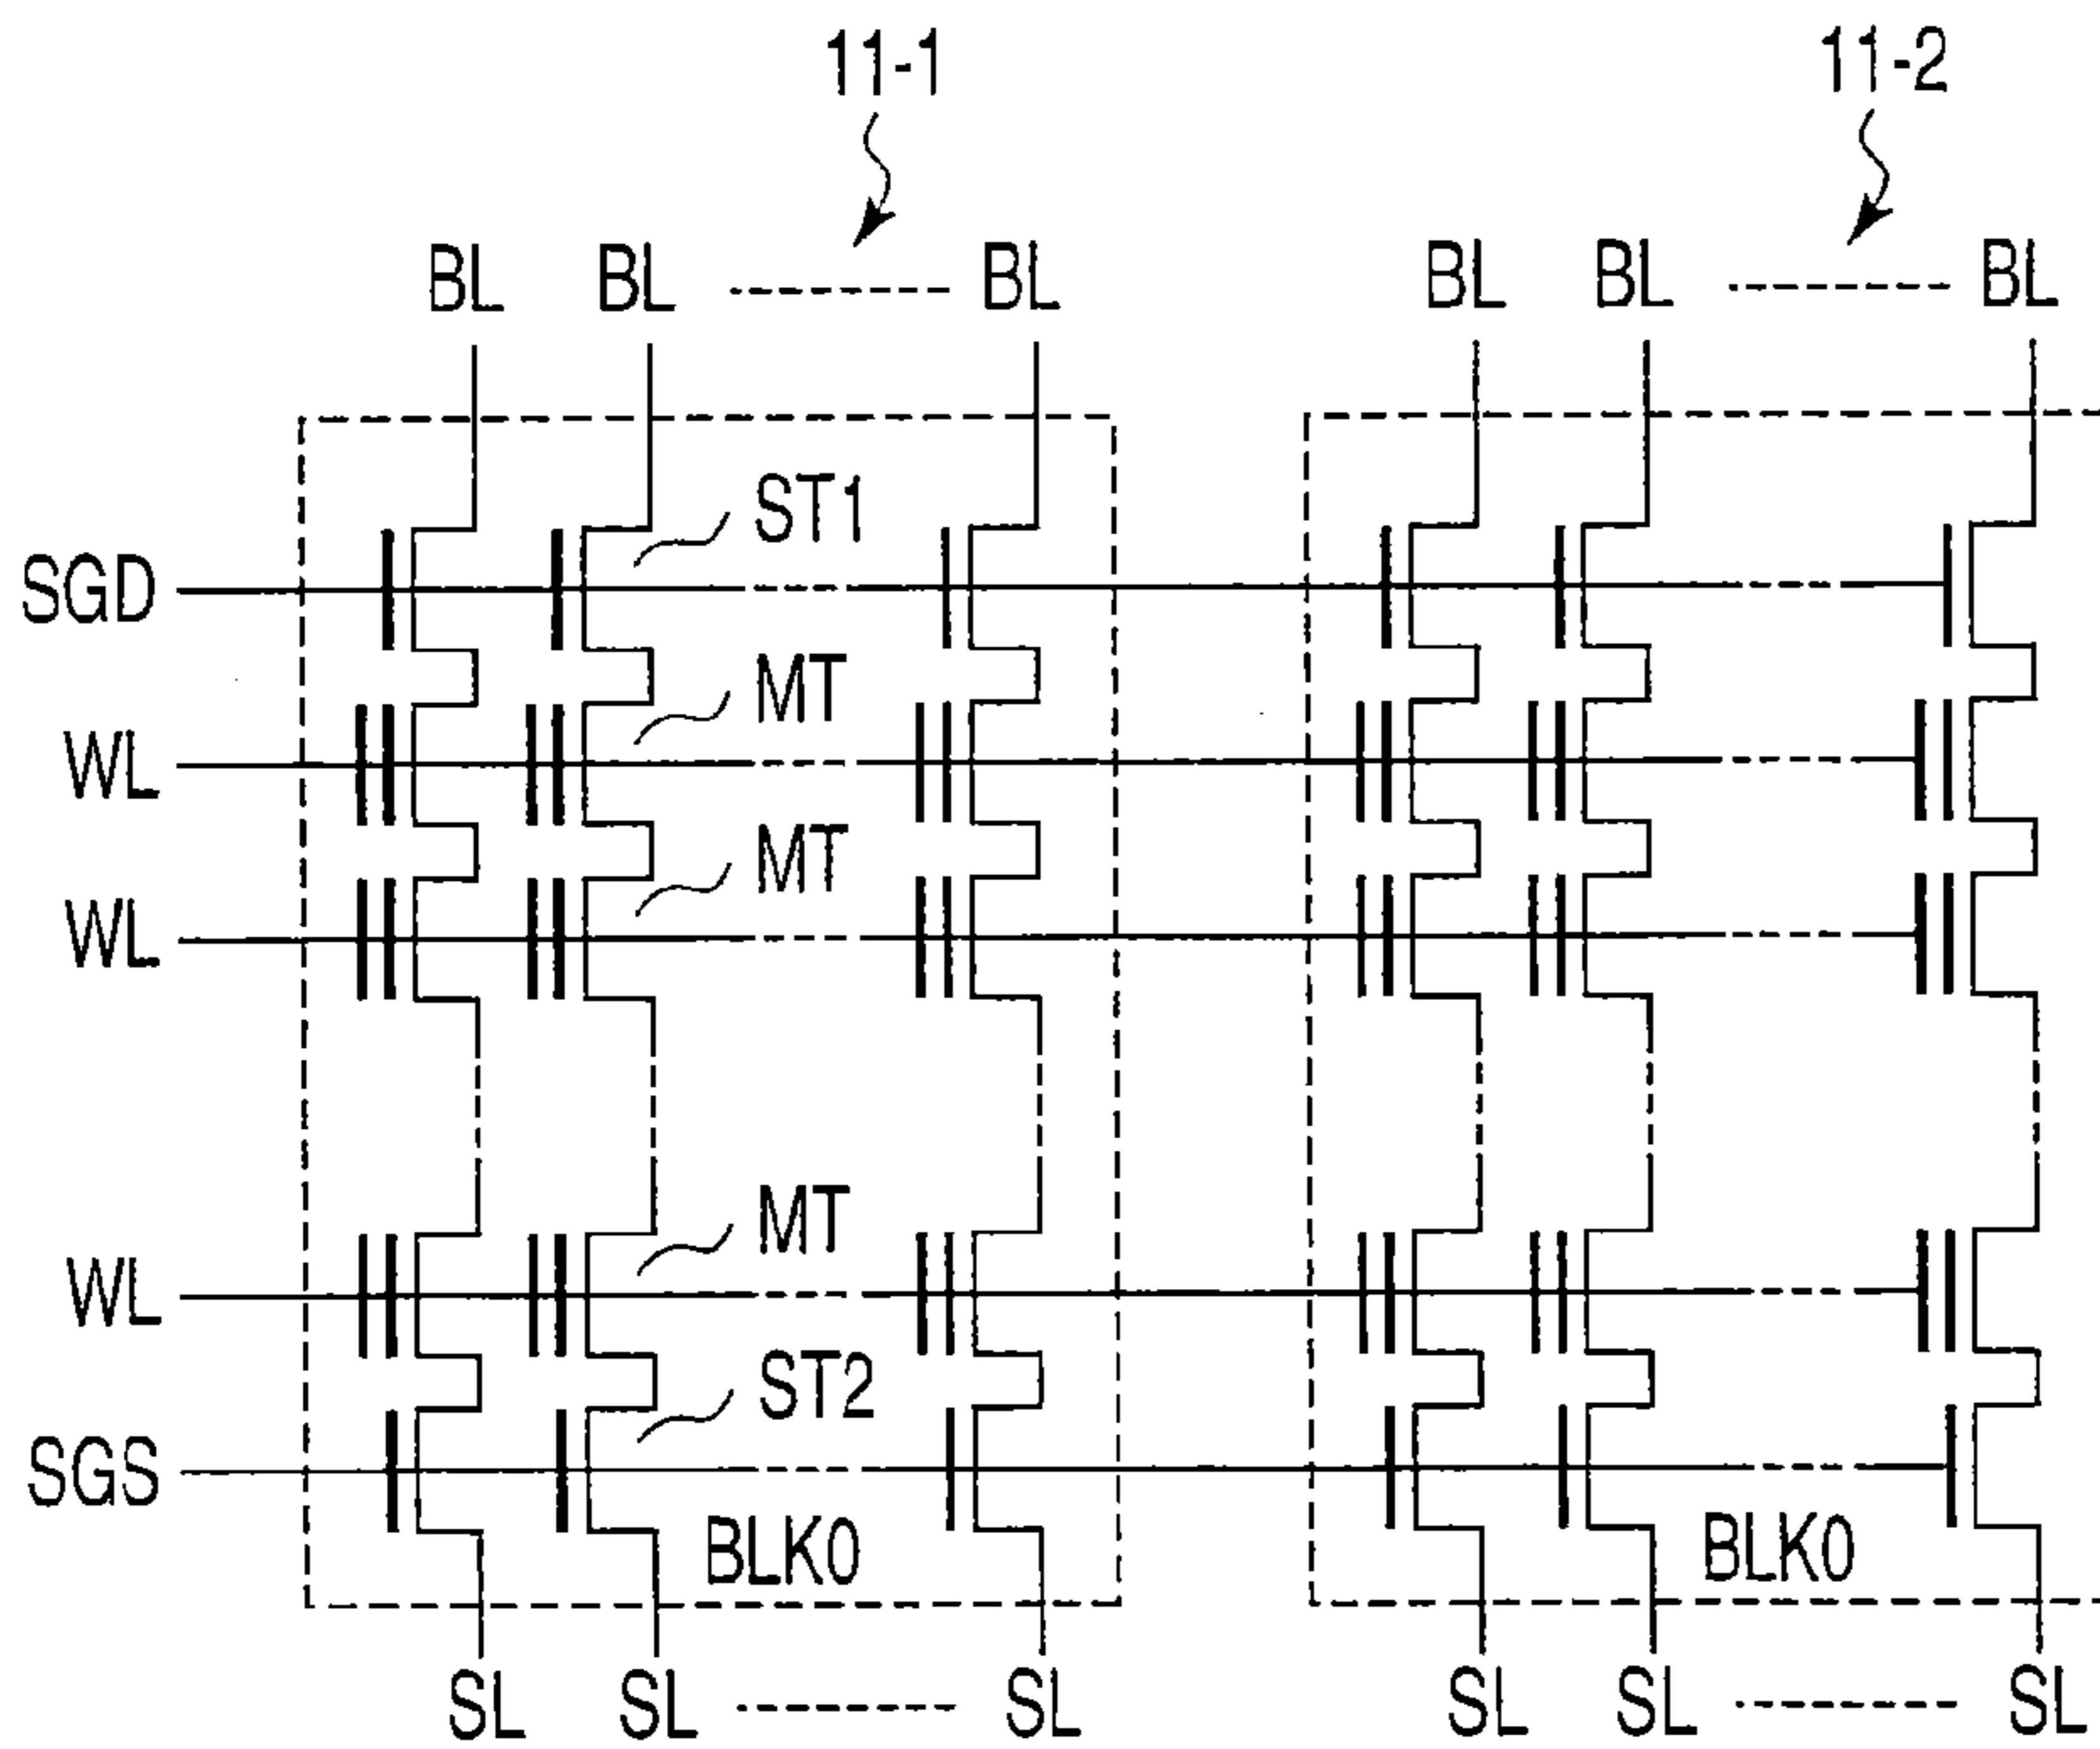 11-1 11-2
BL BL BL BL BL BL
ST1
SGD
MT
WL
MT
WL
MT
WL
ST2
SGS
BLK0 BLK0
SL SL SL SL SL SL